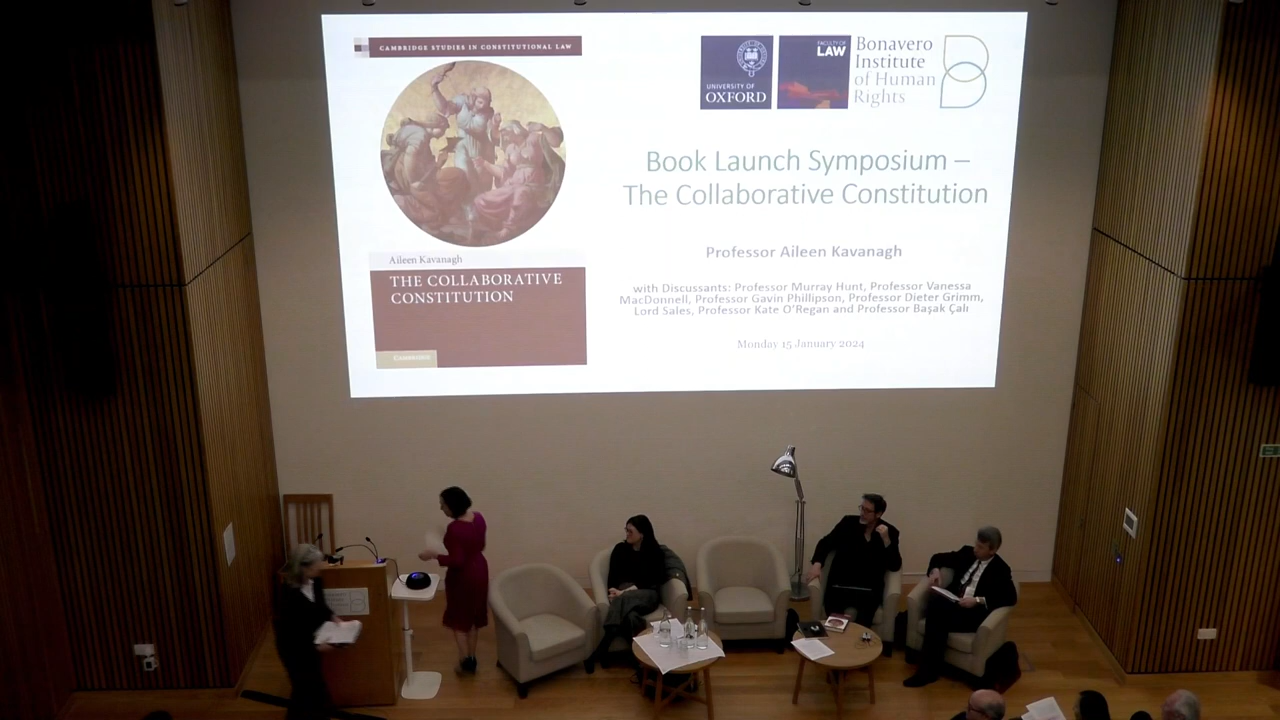 CAMBRIDGE STUDIES IN CONSTITUTIONAL LAW
Aileen Kavanagh
THE COLLABORATIVE
CONSTITUTION
CAMBRIDGE
UNIVERSITY OF
OXFORD
FACULTY OF
LAW
Bonavero
Institute
of Human
Rights
Book Launch Symposium –
The Collaborative Constitution
Professor Aileen Kavanagh
with Discussants: Professor Murray Hunt, Professor Vanessa
MacDonnell, Professor Gavin Phillipson, Professor Dieter Grimm,
Lord Sales, Professor Kate O'Regan and Professor Başak Çalı
Monday 15 January 2024